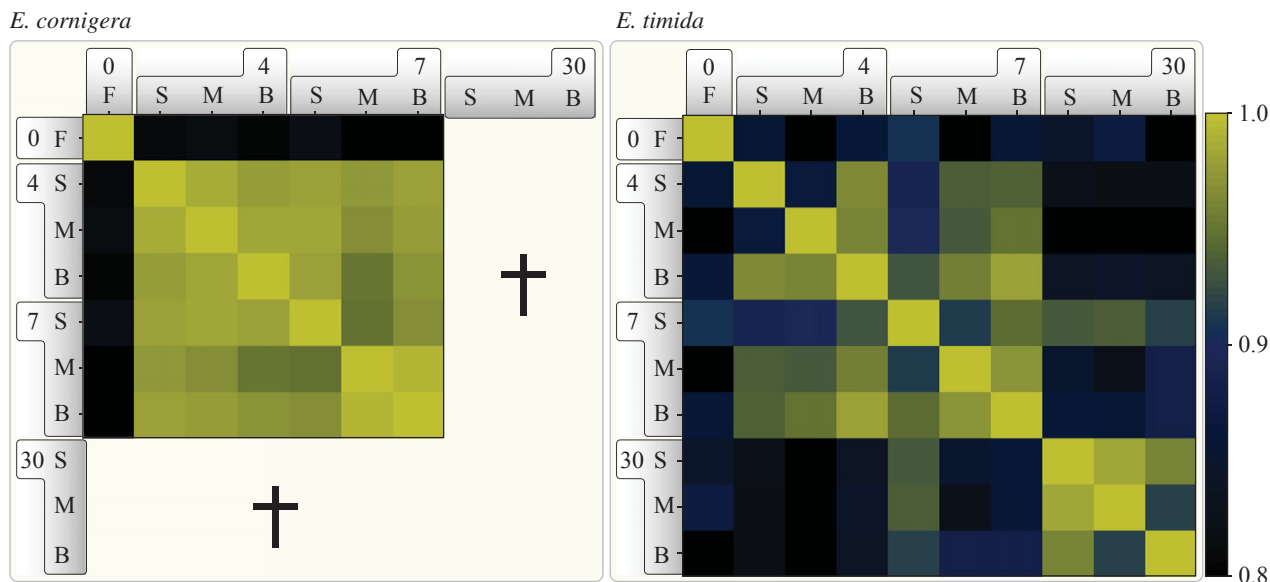 E. cornigera E. timida
0 4 7 30 0 4 7 30
F S M B S M B S M B F S M B S M B S M B
1.0
0 F 0 F
4 S 4 S
M M
B B
7 S 7 S
0.9
M M
B B
30 S 30 S
M M
B B
0.8